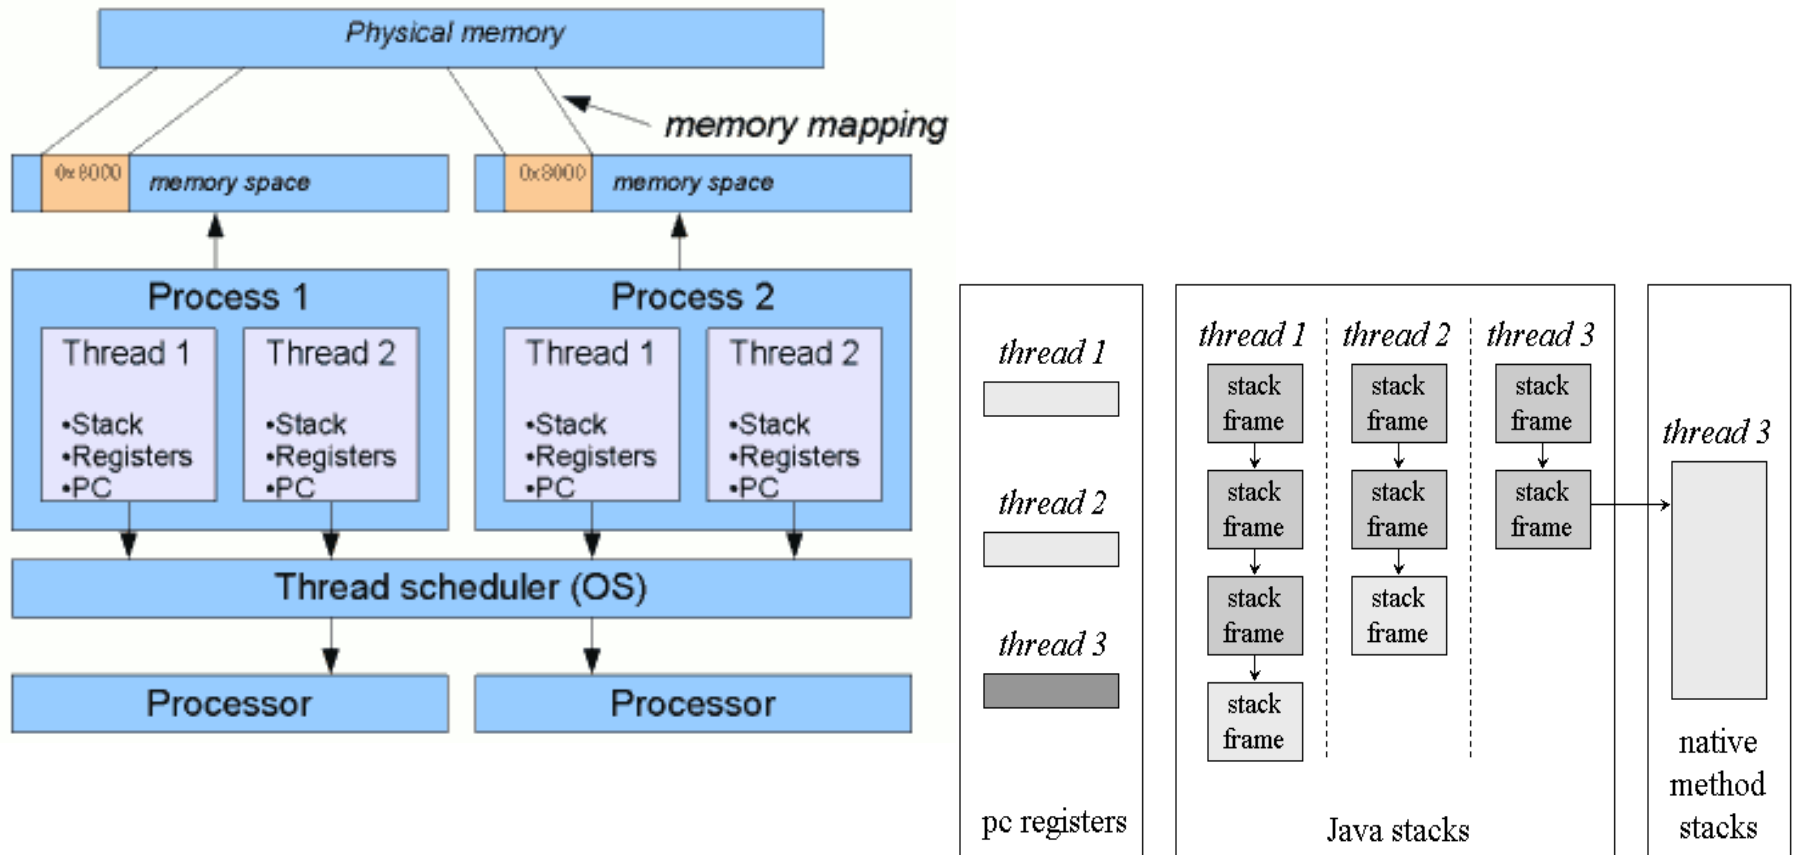 Physical memory
memory mapping
0x8000
memory space
0x8000
memory space
Process 1
Process 2
Thread 1
•Stack
•Registers
•PC
Thread 2
•Stack
•Registers
•PC
Thread 1
•Stack
•Registers
•PC
Thread 2
•Stack
•Registers
•PC
Thread scheduler (OS)
Processor
Processor
thread 1
thread 2
thread 3
pc registers
thread 1
stack
frame
stack
frame
stack
frame
stack
frame
thread 2
stack
frame
stack
frame
stack
frame
thread 3
stack
frame
stack
frame
Java stacks
thread 3
native
method
stacks